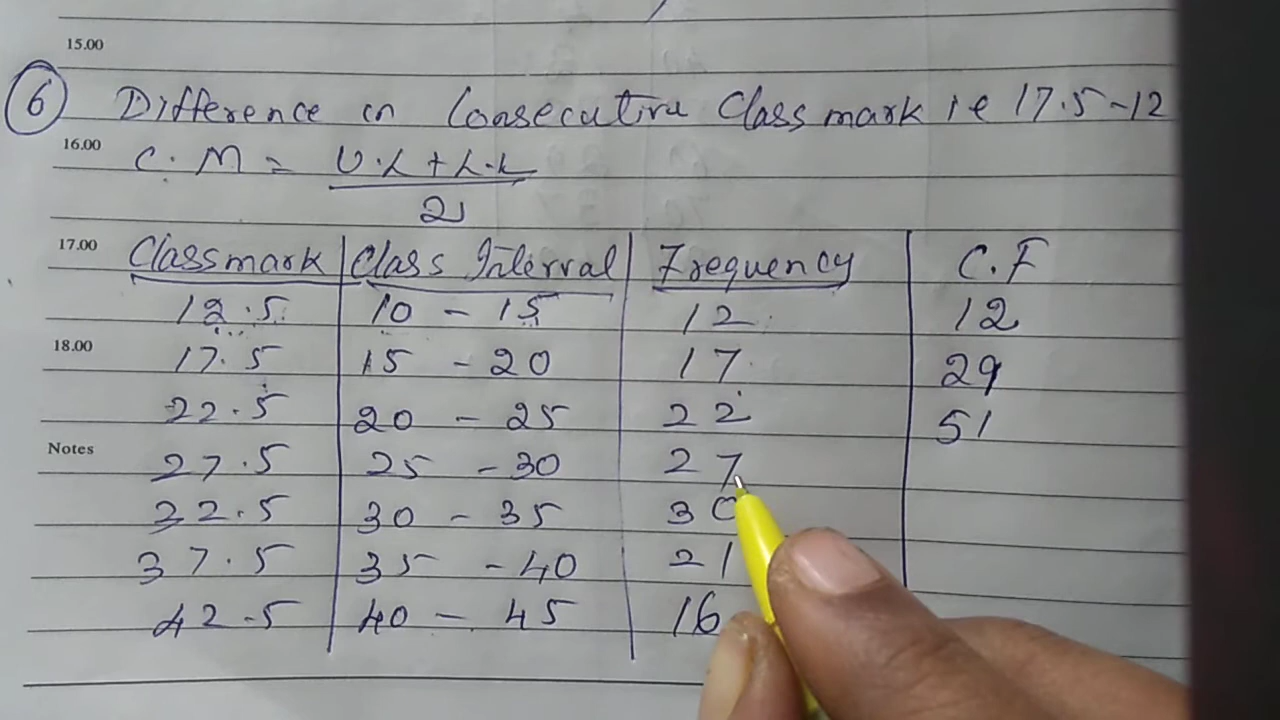 15.00
6 Difference in Consecutive Class mark ie 17.5-12
16.00
C.M = U.L + L.L
2
17.00
Classmark Class Interval Frequency C.F
12.5 10 - 15 12 12
18.00
17.5 15 - 20 17 29
22.5 20 - 25 22 51
Notes
27.5 25 - 30 27
32.5 30 - 35 30
37.5 35 - 40 21
42.5 40 - 45 16